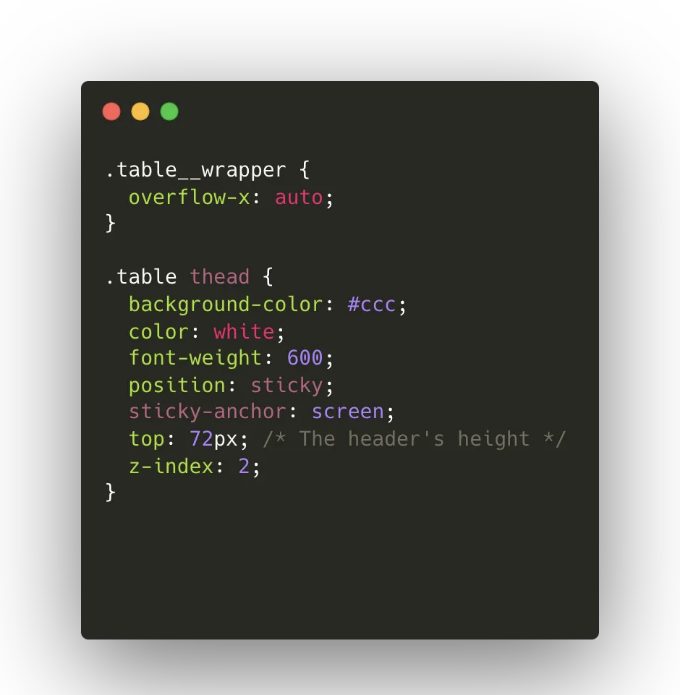 .table__wrapper {
  overflow-x: auto;
}

.table thead {
  background-color: #ccc;
  color: white;
  font-weight: 600;
  position: sticky;
  sticky-anchor: screen;
  top: 72px; /* The header's height */
  z-index: 2;
}